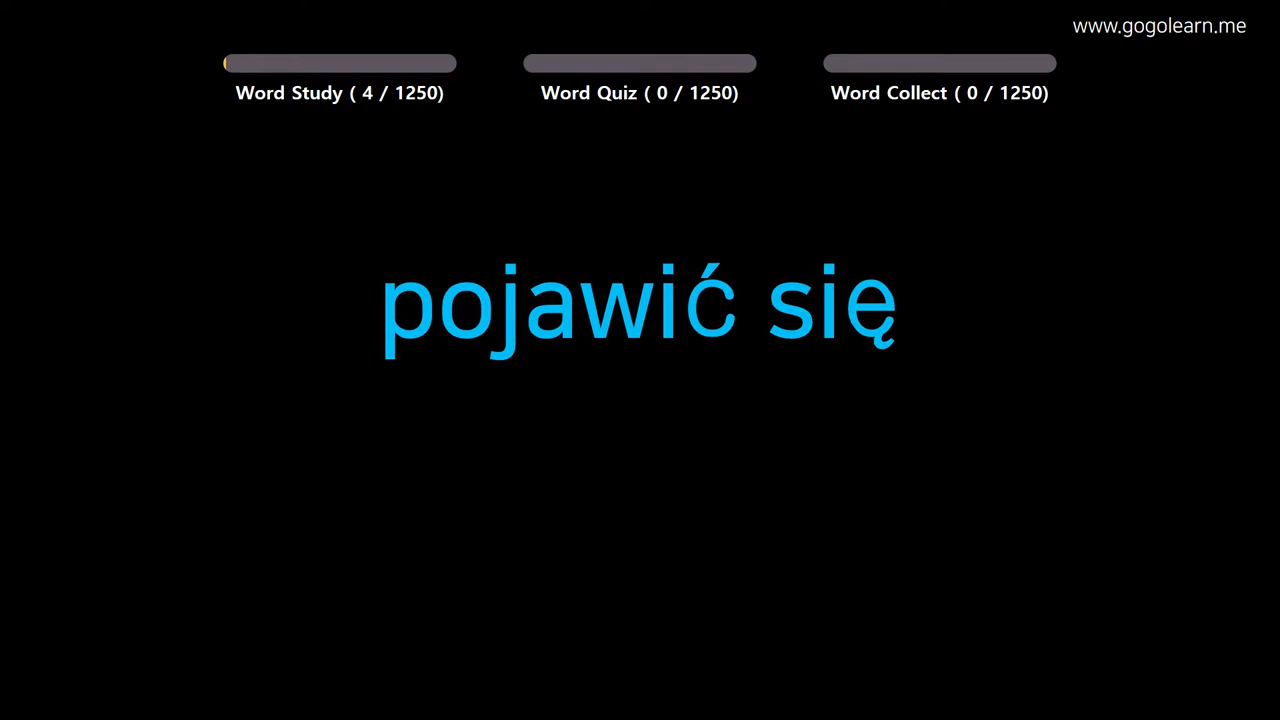 www.gogolearn.me
Word Study ( 4 / 1250)
Word Quiz ( 0 / 1250)
Word Collect ( 0 / 1250)
pojawić się